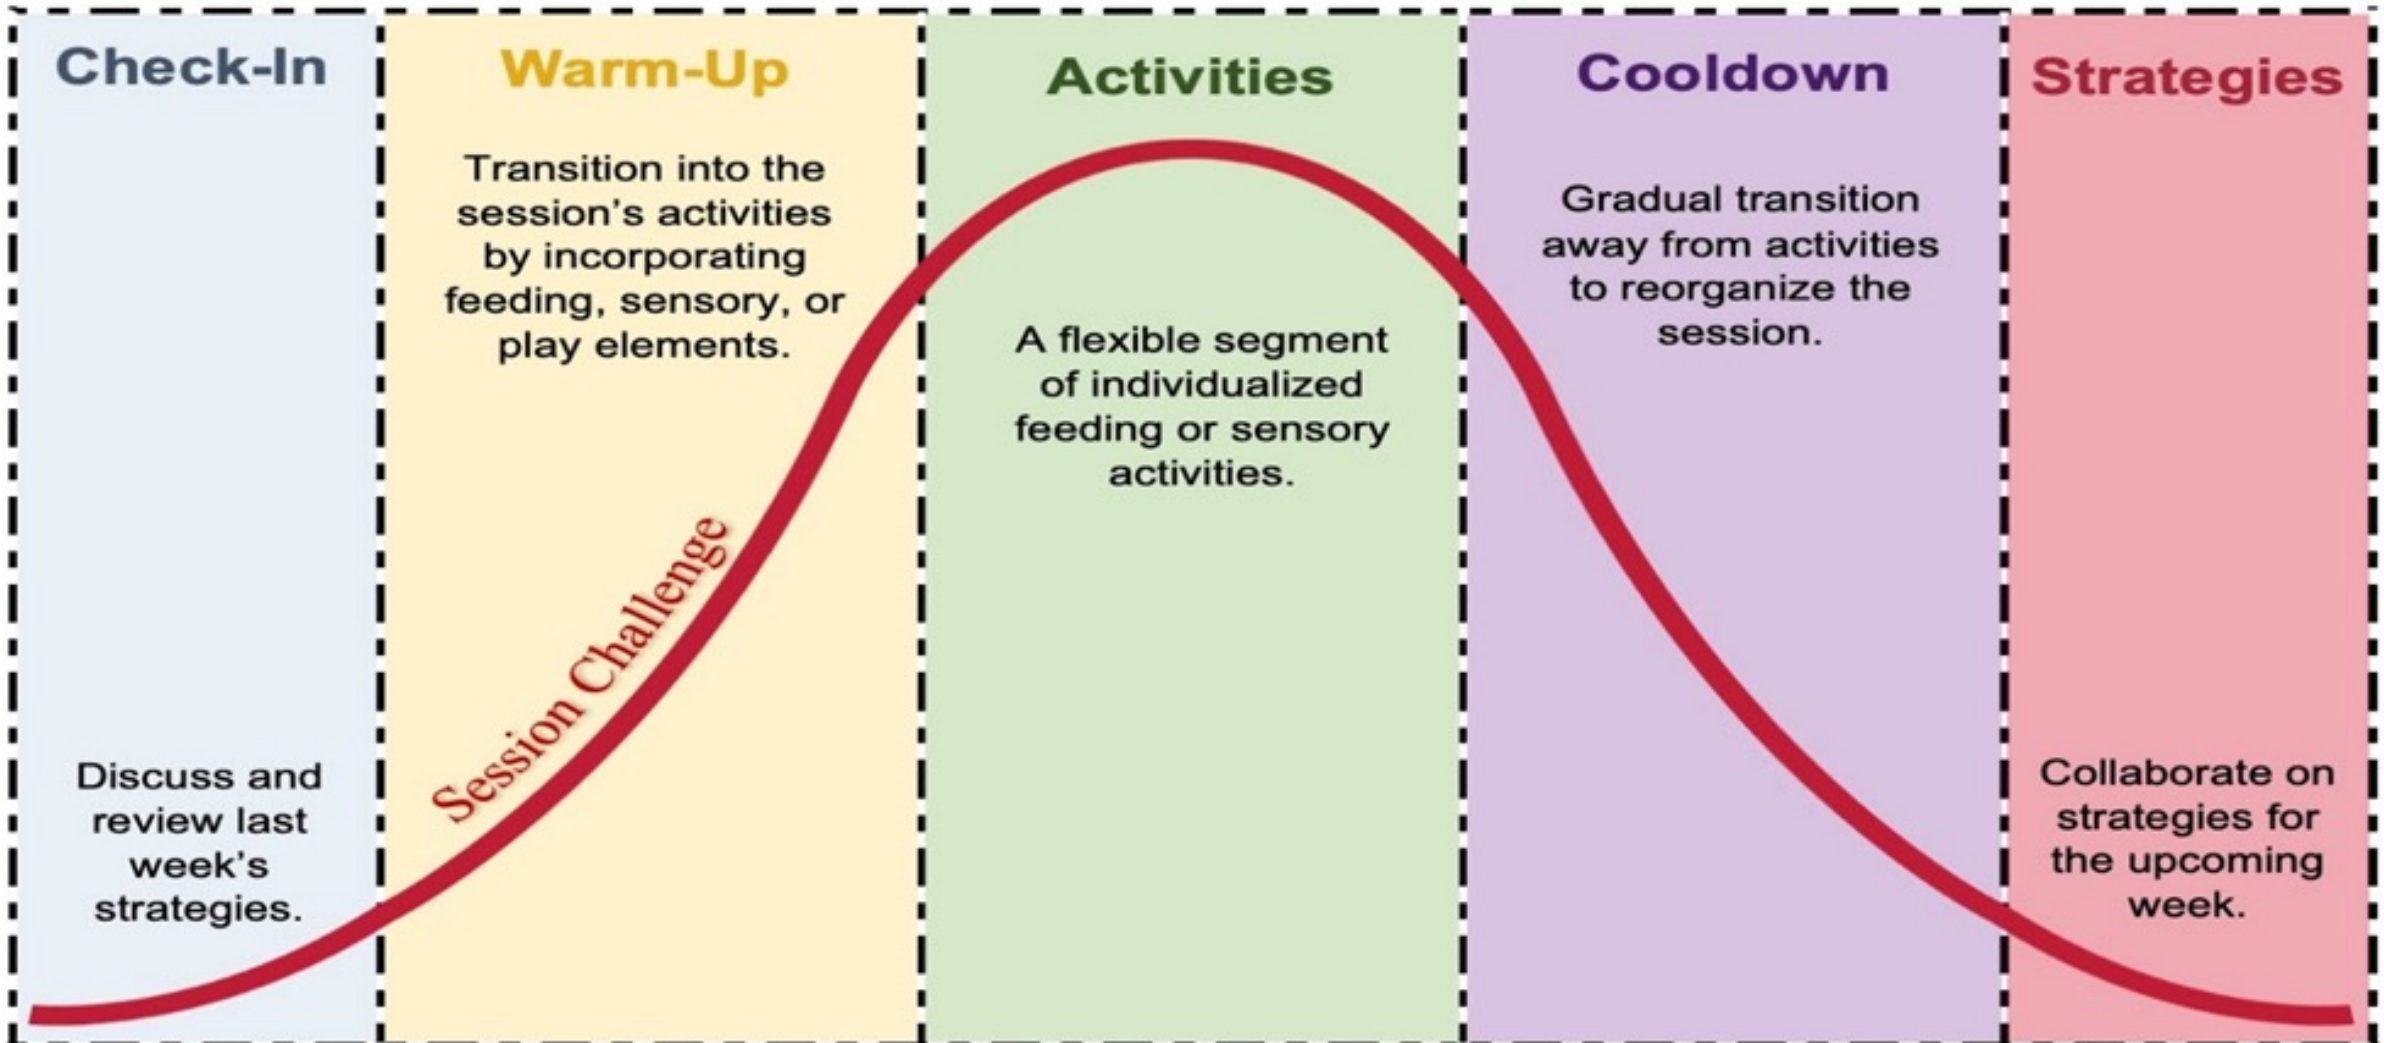 Check-In
Discuss and
review last
week's
strategies.
Warm-Up
Transition into the
session's activities
by incorporating
feeding, sensory, or
play elements.
Session Challenge
Activities
A flexible segment
of individualized
feeding or sensory
activities.
Cooldown
Gradual transition
away from activities
to reorganize the
session.
Strategies
Collaborate on
strategies for
the upcoming
week.